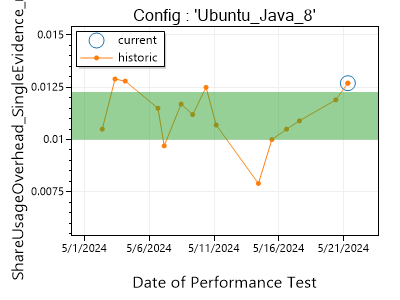 Config : 'Ubuntu_Java_8'
ShareUsageOverhead_SingleEvidence_
current
historic
0.015
0.0125
0.01
0.0075
5/1/2024 5/6/2024 5/11/2024 5/16/2024 5/21/2024
Date of Performance Test